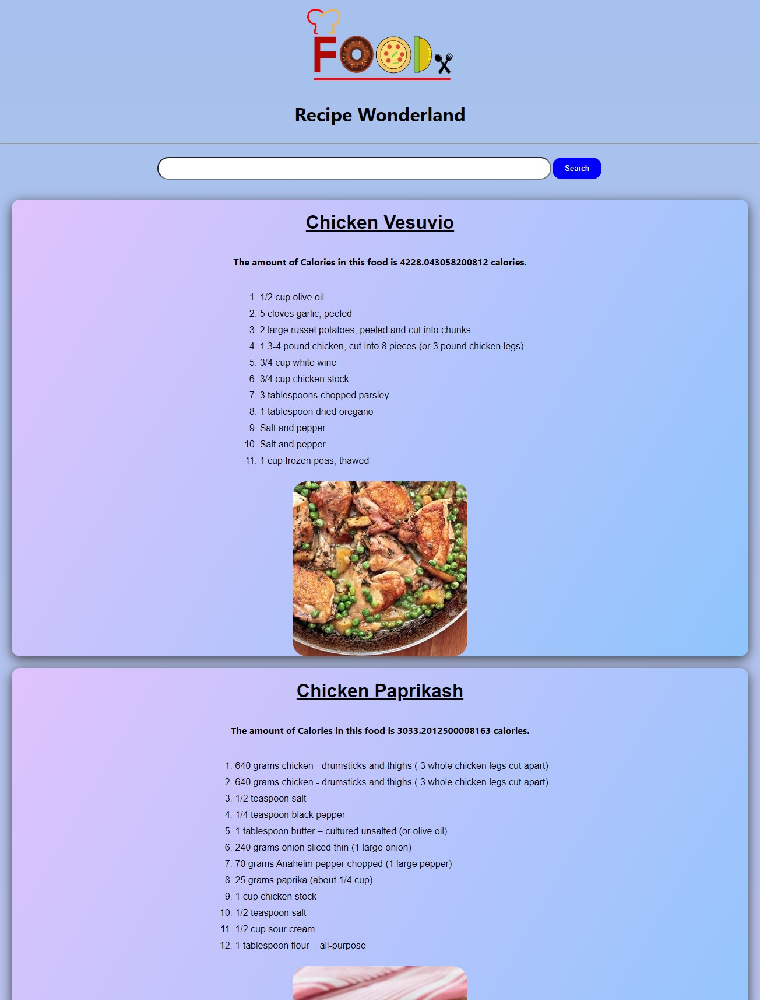 FOOD
Recipe Wonderland
Search
Chicken Vesuvio
The amount of Calories in this food is 4228.043058200812 calories.
1. 1/2 cup olive oil
2. 5 cloves garlic, peeled
3. 2 large russet potatoes, peeled and cut into chunks
4. 1 3-4 pound chicken, cut into 8 pieces (or 3 pound chicken legs)
5. 3/4 cup white wine
6. 3/4 cup chicken stock
7. 3 tablespoons chopped parsley
8. 1 tablespoon dried oregano
9. Salt and pepper
10. Salt and pepper
11. 1 cup frozen peas, thawed
Chicken Paprikash
The amount of Calories in this food is 3033.2012500008163 calories.
1. 640 grams chicken - drumsticks and thighs ( 3 whole chicken legs cut apart)
2. 640 grams chicken - drumsticks and thighs ( 3 whole chicken legs cut apart)
3. 1/2 teaspoon salt
4. 1/4 teaspoon black pepper
5. 1 tablespoon butter – cultured unsalted (or olive oil)
6. 240 grams onion sliced thin (1 large onion)
7. 70 grams Anaheim pepper chopped (1 large pepper)
8. 25 grams paprika (about 1/4 cup)
9. 1 cup chicken stock
10. 1/2 teaspoon salt
11. 1/2 cup sour cream
12. 1 tablespoon flour – all-purpose